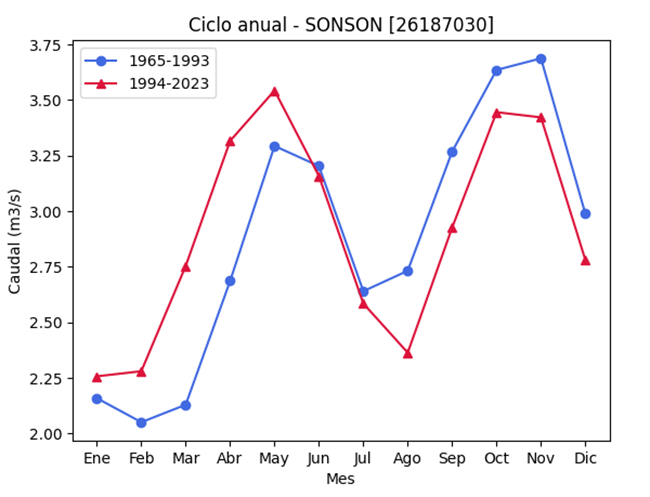 Ciclo anual - SONSON [26187030]
1965-1993
1994-2023
Caudal (m3/s)
3.75
3.50
3.25
3.00
2.75
2.50
2.25
2.00
Ene Feb Mar Abr May Jun Jul Ago Sep Oct Nov Dic
Mes